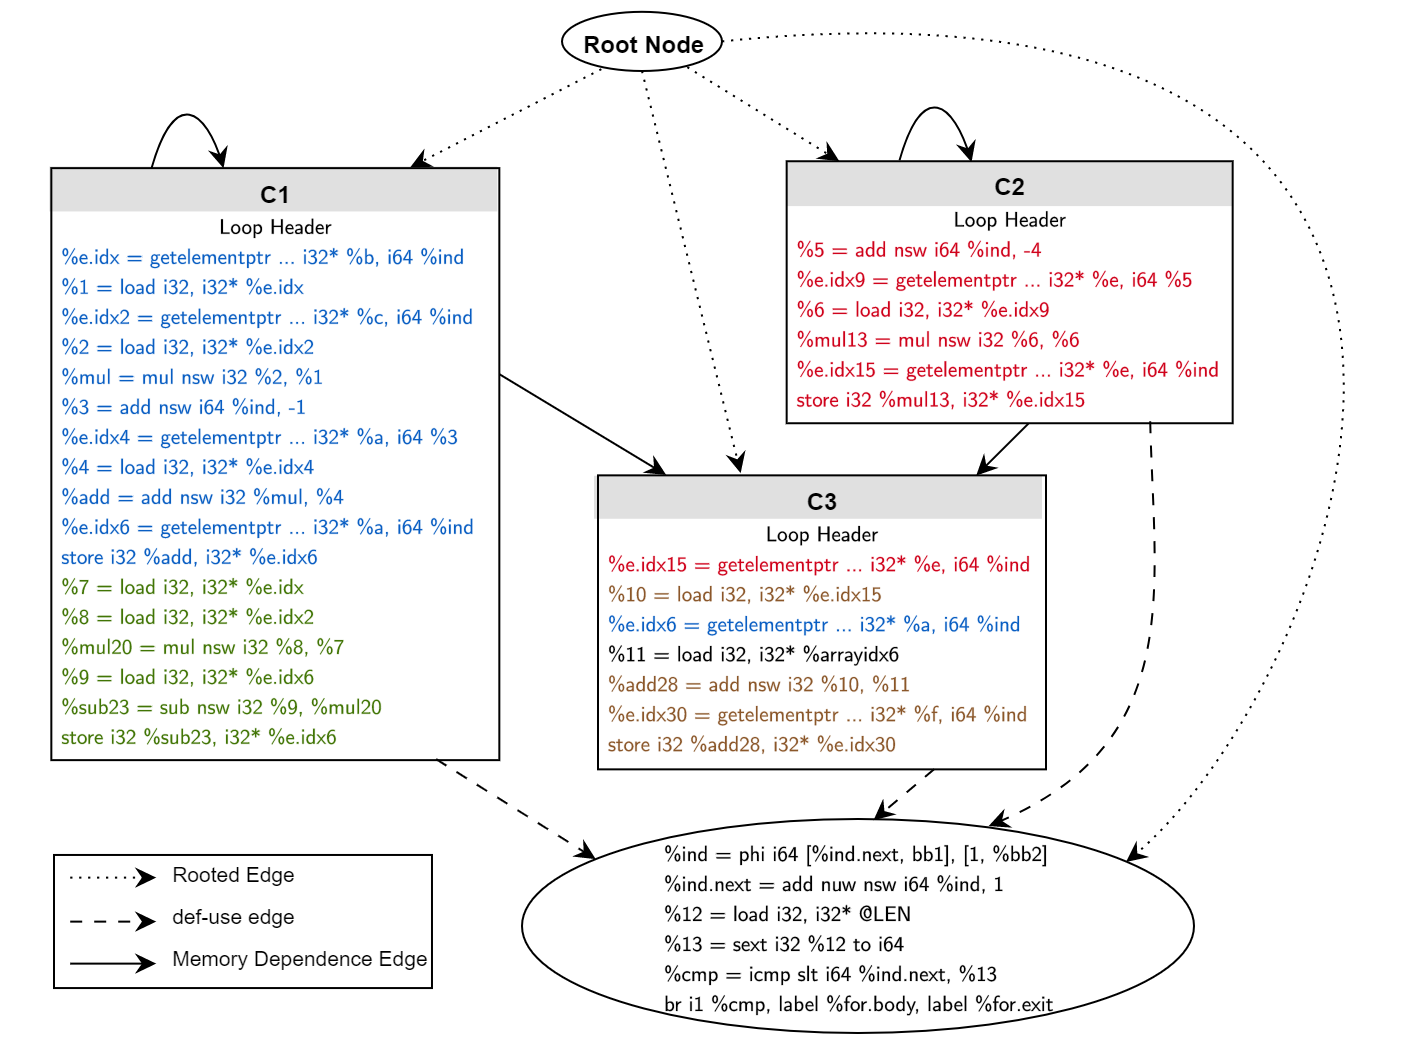 Root Node
C1
Loop Header
%e.idx = getelementptr ... i32* %b, i64 %ind
%1 = load i32, i32* %e.idx
%e.idx2 = getelementptr ... i32* %c, i64 %ind
%2 = load i32, i32* %e.idx2
%mul = mul nsw i32 %2, %1
%3 = add nsw i64 %ind, -1
%e.idx4 = getelementptr ... i32* %a, i64 %3
%4 = load i32, i32* %e.idx4
%add = add nsw i32 %mul, %4
%e.idx6 = getelementptr ... i32* %a, i64 %ind
store i32 %add, i32* %e.idx6
%7 = load i32, i32* %e.idx
%8 = load i32, i32* %e.idx2
%mul20 = mul nsw i32 %8, %7
%9 = load i32, i32* %e.idx6
%sub23 = sub nsw i32 %9, %mul20
store i32 %sub23, i32* %e.idx6
C2
Loop Header
%5 = add nsw i64 %ind, -4
%e.idx9 = getelementptr ... i32* %e, i64 %5
%6 = load i32, i32* %e.idx9
%mul13 = mul nsw i32 %6, %6
%e.idx15 = getelementptr ... i32* %e, i64 %ind
store i32 %mul13, i32* %e.idx15
C3
Loop Header
%e.idx15 = getelementptr ... i32* %e, i64 %ind
%10 = load i32, i32* %e.idx15
%e.idx6 = getelementptr ... i32* %a, i64 %ind
%11 = load i32, i32* %arrayidx6
%add28 = add nsw i32 %10, %11
%e.idx30 = getelementptr ... i32* %f, i64 %ind
store i32 %add28, i32* %e.idx30
%ind = phi i64 [%ind.next, bb1], [1, %bb2]
%ind.next = add nuw nsw i64 %ind, 1
%12 = load i32, i32* @LEN
%13 = sext i32 %12 to i64
%cmp = icmp slt i64 %ind.next, %13
br i1 %cmp, label %for.body, label %for.exit
Rooted Edge
def-use edge
Memory Dependence Edge